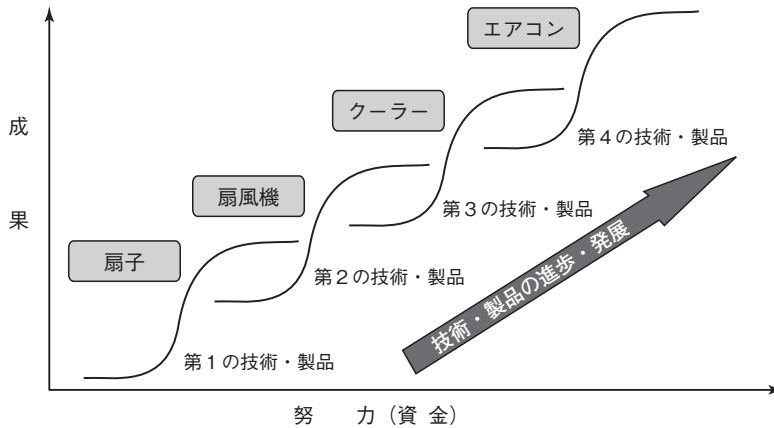 エアコン
クーラー
成果
第4の技術・製品
扇風機
第3の技術・製品
扇子
第2の技術・製品
技術・製品の進歩・発展
第1の技術・製品
努 力(資 金)